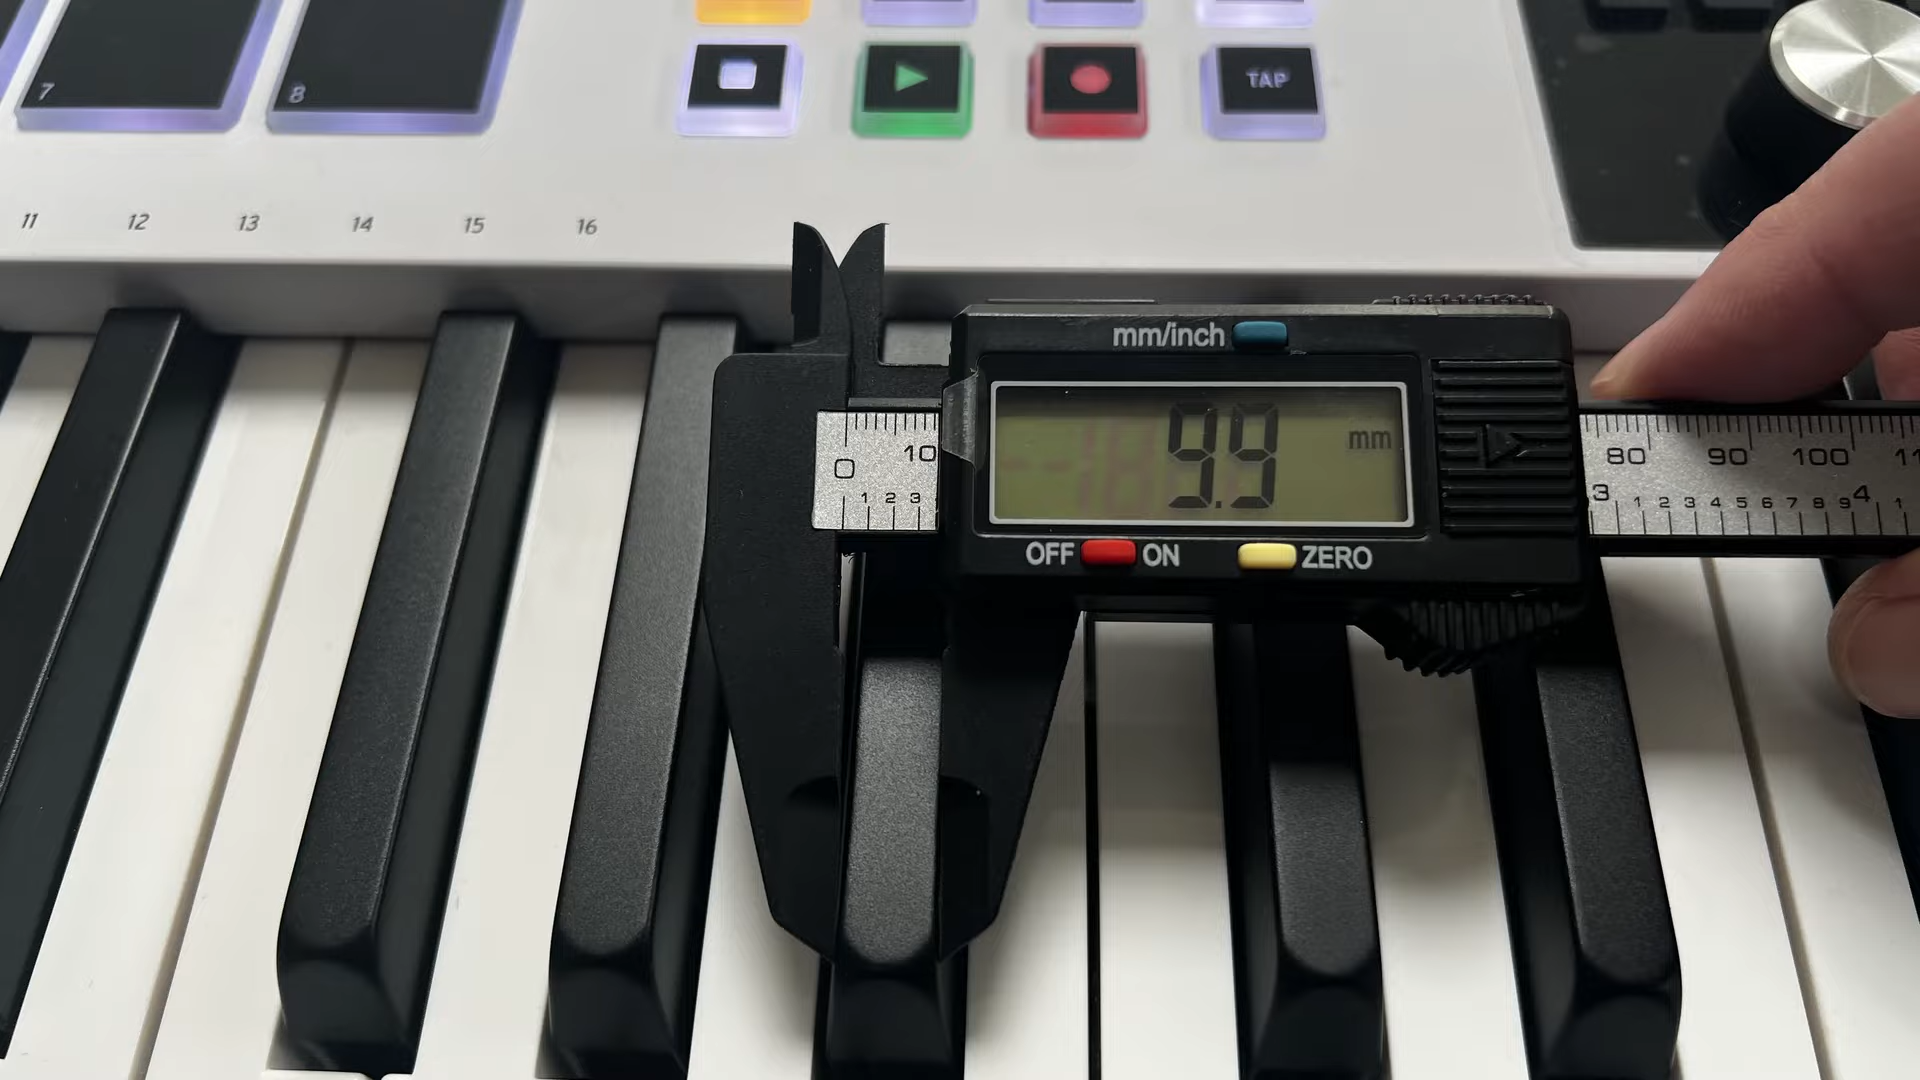 7
8
TAP
11 12 13 14 15 16
mm/inch
9.9 mm
0 10
80 90 100 11
1 2 3
3 1 2 3 4 5 6 7 8 9 4 1
OFF ON ZERO